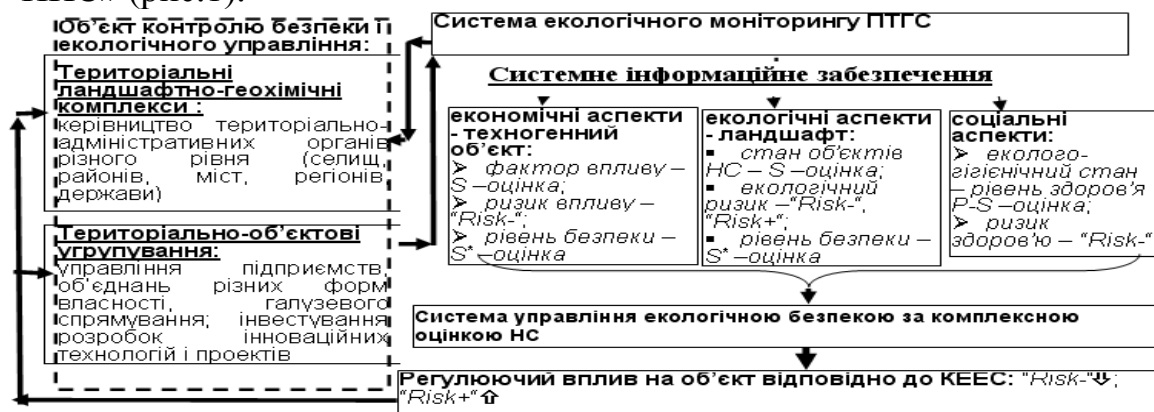 (рис.1).
Об'єкт контролю безпеки і
екологічного управління:
Територіальні
ландшафтно-геохімічні
комплекси :
керівництво територіально-
адміністративних органів
різного рівня (селищ,
районів, міст, регіонів,
держави)
Територіально-об'єктові
угрупування:
управління підприємств,
об'єднань різних форм
власності, галузевого
спрямування; інвестування
розробок інноваційних
технологій і проектів
Система екологічного моніторингу ПТГС
Системне інформаційне забезпечення
економічні аспекти
- техногенний
об'єкт:
➢ фактор впливу –
S –оцінка;
➢ ризик впливу –
"Risk-";
➢ рівень безпеки –
S* –оцінка
екологічні аспекти
- ландшафт:
▪ стан об'єктів
НС – S –оцінка;
▪ екологічний
ризик –"Risk-",
"Risk+";
▪ рівень безпеки –
S* –оцінка
соціальні
аспекти:
➢ еколого-
гігієнічний стан
– рівень здоров'я
P-S –оцінка;
➢ ризик
здоров'ю – "Risk-"
Система управління екологічною безпекою за комплексною
оцінкою НС
Регулюючий вплив на об'єкт відповідно до КЕЕС: "Risk-"⇩;
"Risk+"⇧